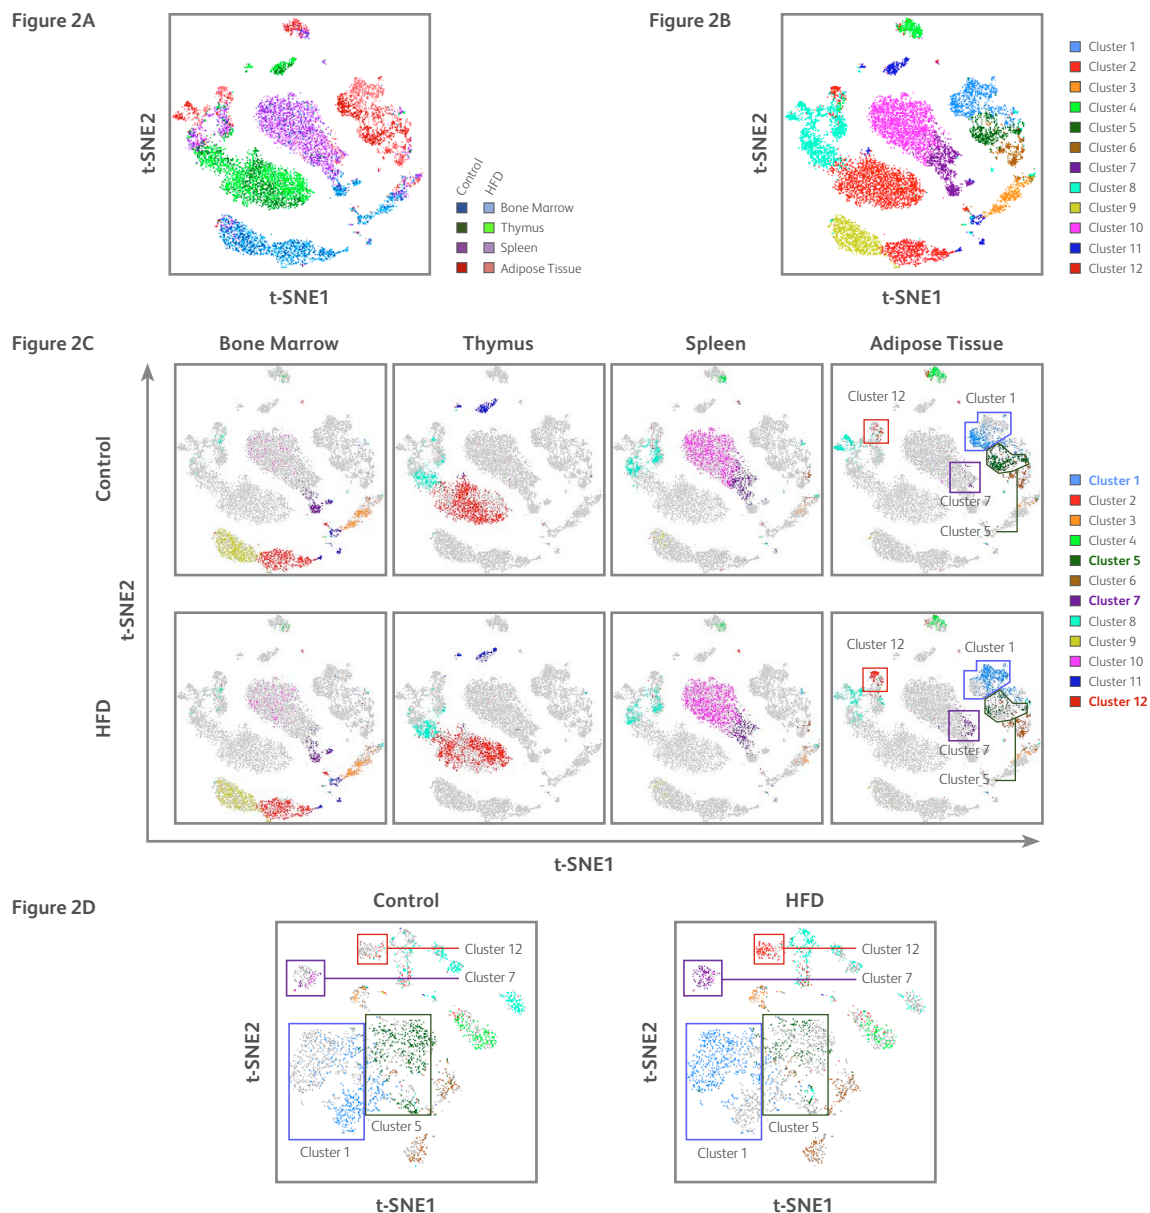 Figure 2A
t-SNE2
t-SNE1
Control
HFD
Bone Marrow
Thymus
Spleen
Adipose Tissue
Figure 2B
t-SNE2
t-SNE1
Cluster 1
Cluster 2
Cluster 3
Cluster 4
Cluster 5
Cluster 6
Cluster 7
Cluster 8
Cluster 9
Cluster 10
Cluster 11
Cluster 12
Figure 2C
Bone Marrow
Thymus
Spleen
Adipose Tissue
Control
Cluster 12
Cluster 1
Cluster 7
Cluster 5
t-SNE2
HFD
Cluster 12
Cluster 1
Cluster 7
Cluster 5
t-SNE1
Cluster 1
Cluster 2
Cluster 3
Cluster 4
Cluster 5
Cluster 6
Cluster 7
Cluster 8
Cluster 9
Cluster 10
Cluster 11
Cluster 12
Figure 2D
Control
t-SNE2
Cluster 12
Cluster 7
Cluster 5
Cluster 1
t-SNE1
HFD
t-SNE2
Cluster 12
Cluster 7
Cluster 5
Cluster 1
t-SNE1